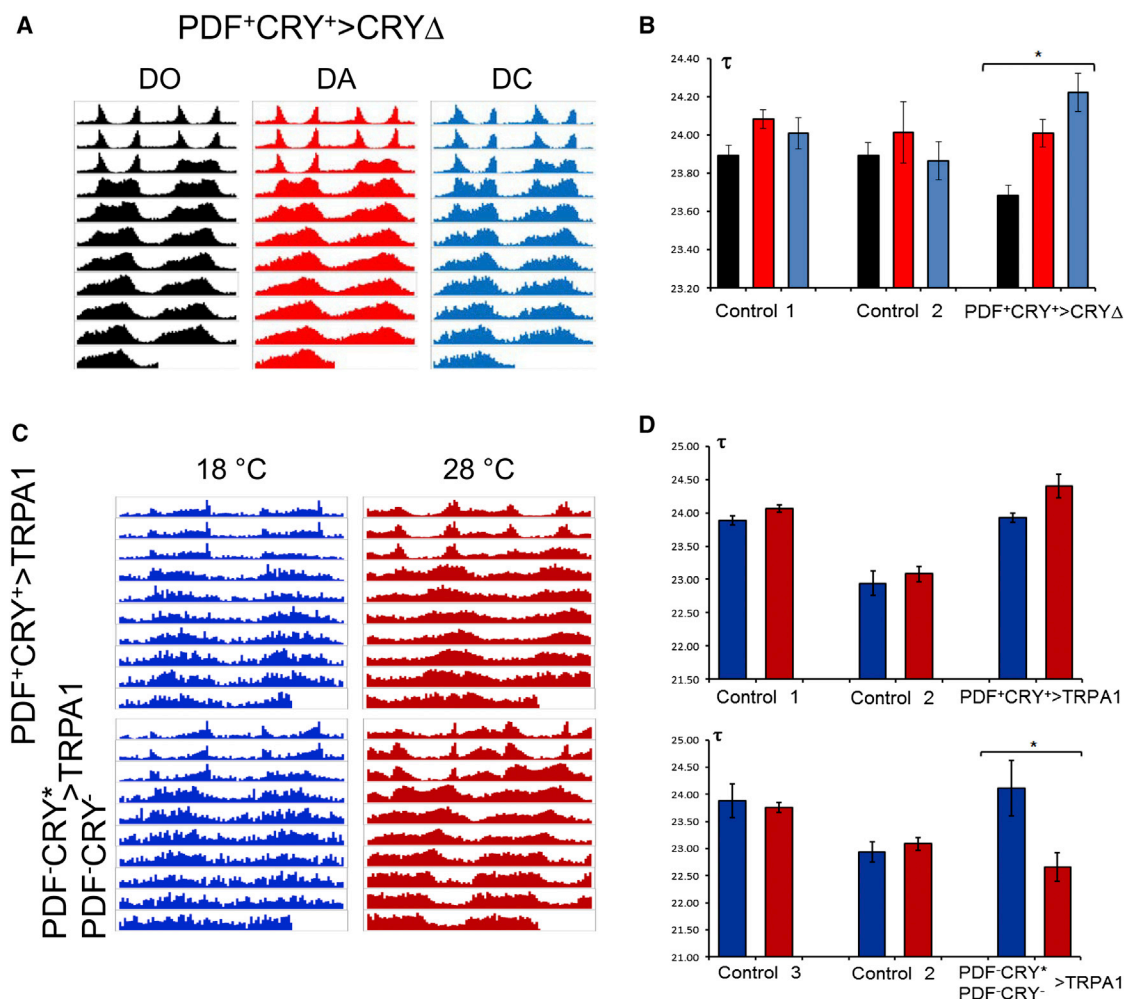 A
PDF⁺CRY⁺>CRYΔ
DO DA DC
B
τ
*
24.40
24.20
24.00
23.80
23.60
23.40
23.20
Control 1 Control 2 PDF⁺CRY⁺>CRYΔ
C
18 °C 28 °C
PDF⁺CRY⁺>TRPA1
PDF⁻CRY* >TRPA1
PDF⁻CRY⁻
D
τ
25.00
24.50
24.00
23.50
23.00
22.50
22.00
21.50
Control 1 Control 2 PDF⁺CRY⁺>TRPA1
τ
*
25.00
24.50
24.00
23.50
23.00
22.50
22.00
21.50
21.00
Control 3 Control 2 PDF⁻CRY* >TRPA1
PDF⁻CRY⁻